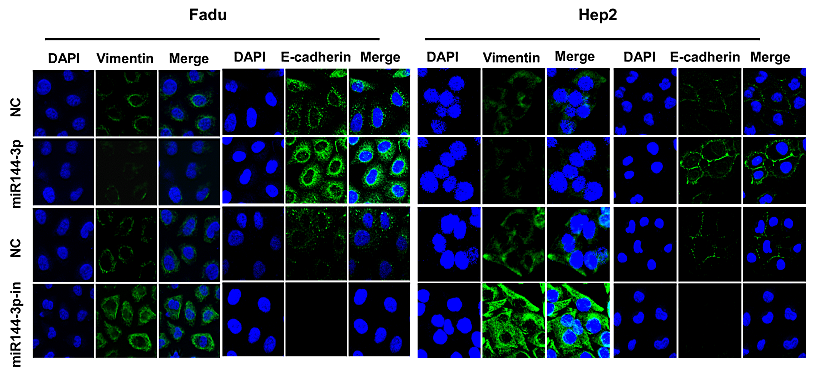 Fadu Hep2
DAPI Vimentin Merge DAPI E-cadherin Merge DAPI Vimentin Merge DAPI E-cadherin Merge
NC
miR144-3p
NC
miR144-3p-in